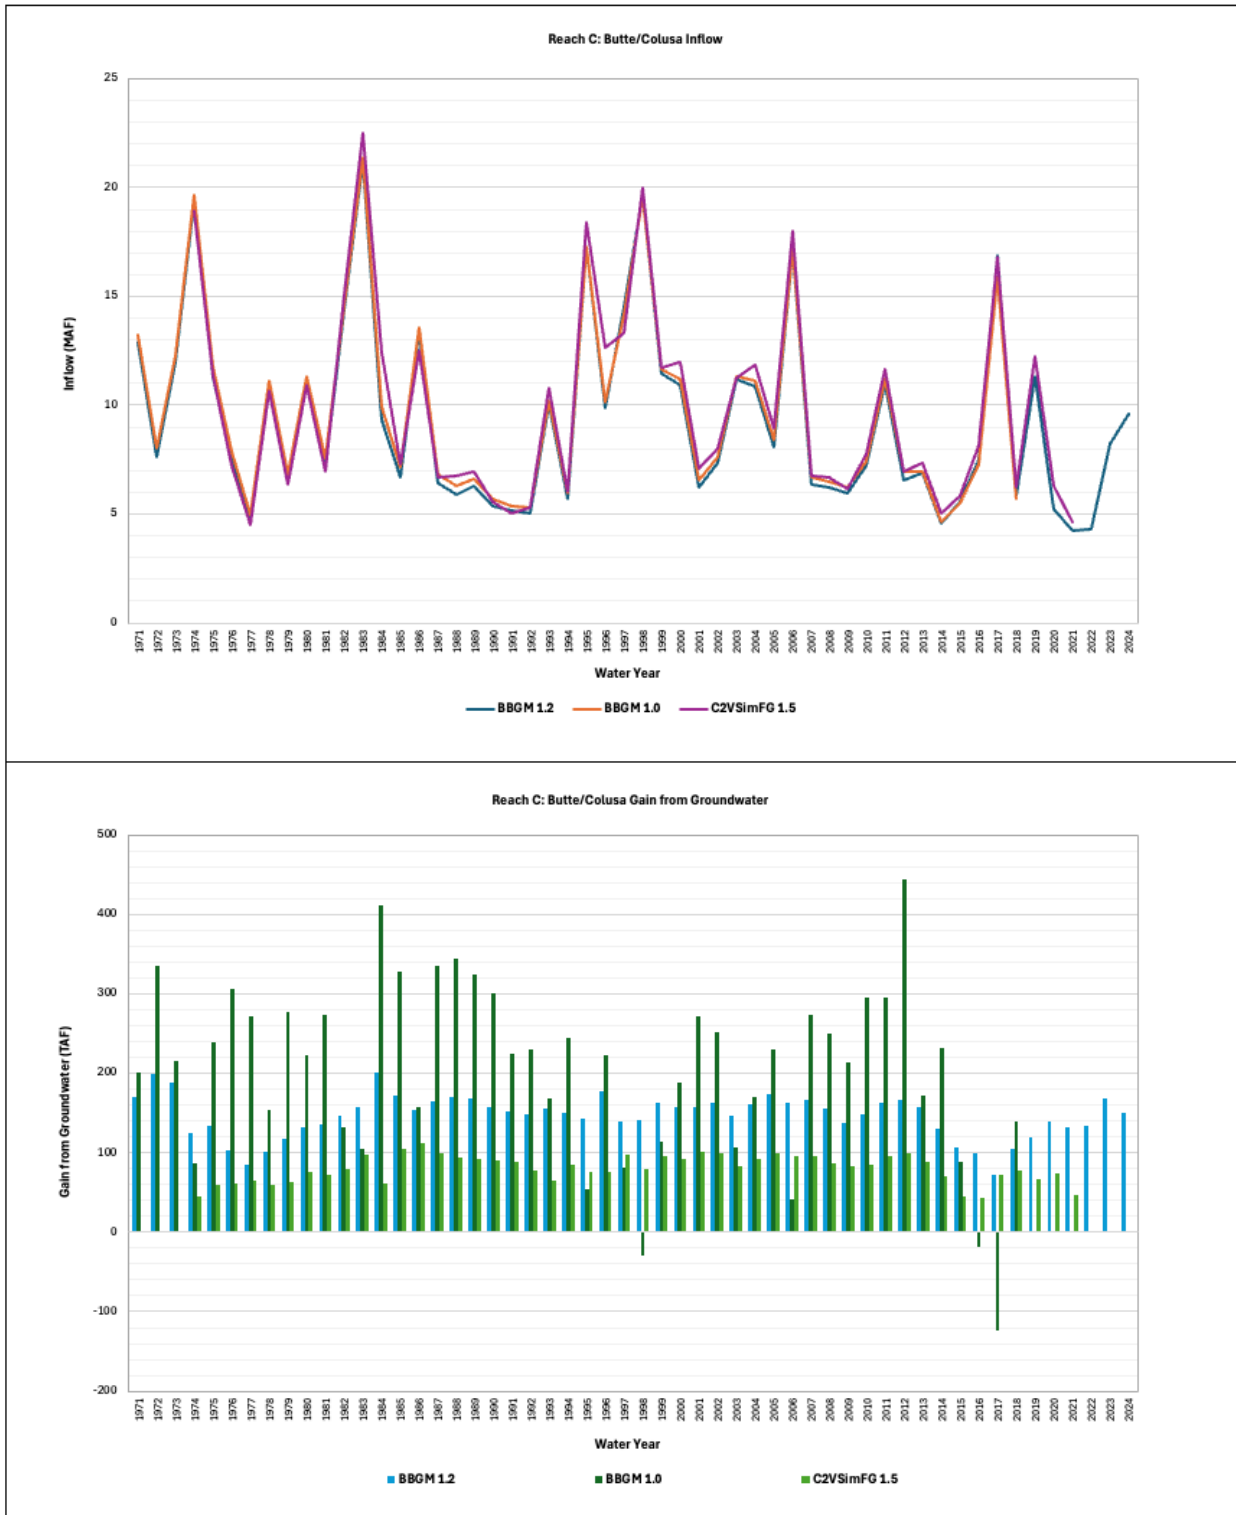 Reach C: Butte/Colusa Inflow
25
20
15
10
5
0
Inflow (MAF)
1971 1972 1973 1974 1975 1976 1977 1978 1979 1980 1981 1982 1983 1984 1985 1986 1987 1988 1989 1990 1991 1992 1993 1994 1995 1996 1997 1998 1999 2000 2001 2002 2003 2004 2005 2006 2007 2008 2009 2010 2011 2012 2013 2014 2015 2016 2017 2018 2019 2020 2021 2022 2023 2024
Water Year
BBGM 1.2 BBGM 1.0 C2VSimFG 1.5
Reach C: Butte/Colusa Gain from Groundwater
500
400
300
200
100
0
-100
-200
Gain from Groundwater (TAF)
1971 1972 1973 1974 1975 1976 1977 1978 1979 1980 1981 1982 1983 1984 1985 1986 1987 1988 1989 1990 1991 1992 1993 1994 1995 1996 1997 1998 1999 2000 2001 2002 2003 2004 2005 2006 2007 2008 2009 2010 2011 2012 2013 2014 2015 2016 2017 2018 2019 2020 2021 2022 2023 2024
Water Year
BBGM 1.2 BBGM 1.0 C2VSimFG 1.5